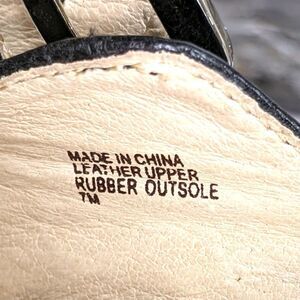 MADE IN CHINA
LEATHER UPPER
RUBBER OUTSOLE
TM